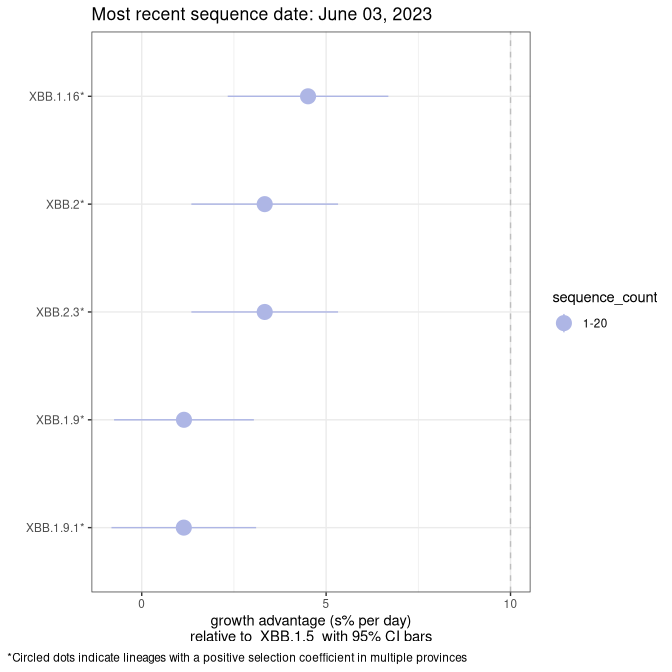 Most recent sequence date: June 03, 2023
XBB.1.16*
XBB.2*
XBB.2.3*
XBB.1.9*
XBB.1.9.1*
sequence_count
1-20
0 5 10
growth advantage (s% per day)
relative to XBB.1.5 with 95% CI bars
*Circled dots indicate lineages with a positive selection coefficient in multiple provinces